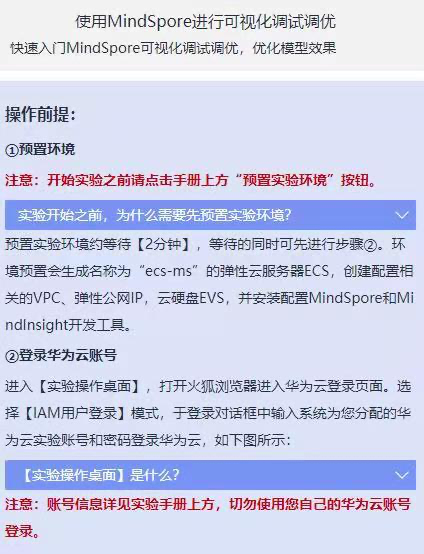 使用MindSpore进行可视化调试调优
快速入门MindSpore可视化调试调优，优化模型效果
操作前提：
①预置环境
注意：开始实验之前请点击手册上方“预置实验环境”按钮。
实验开始之前，为什么需要先预置实验环境？
预置实验环境约等待【2分钟】，等待的同时可先进行步骤②。环
境预置会生成名称为“ecs-ms”的弹性云服务器ECS，创建配置相
关的VPC、弹性公网IP，云硬盘EVS，并安装配置MindSpore和Mi
ndInsight开发工具。
②登录华为云账号
进入【实验操作桌面】，打开火狐浏览器进入华为云登录页面。选
择【IAM用户登录】模式，于登录对话框中输入系统为您分配的华
为云实验账号和密码登录华为云，如下图所示：
【实验操作桌面】是什么？
注意：账号信息详见实验手册上方，切勿使用您自己的华为云账号
登录。